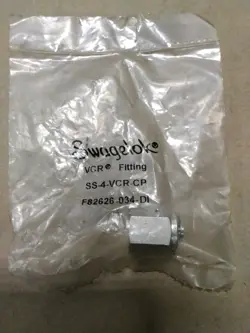 Swagelok®
VCR® Fitting
SS-4-VCR-CP
F82626-034-DI